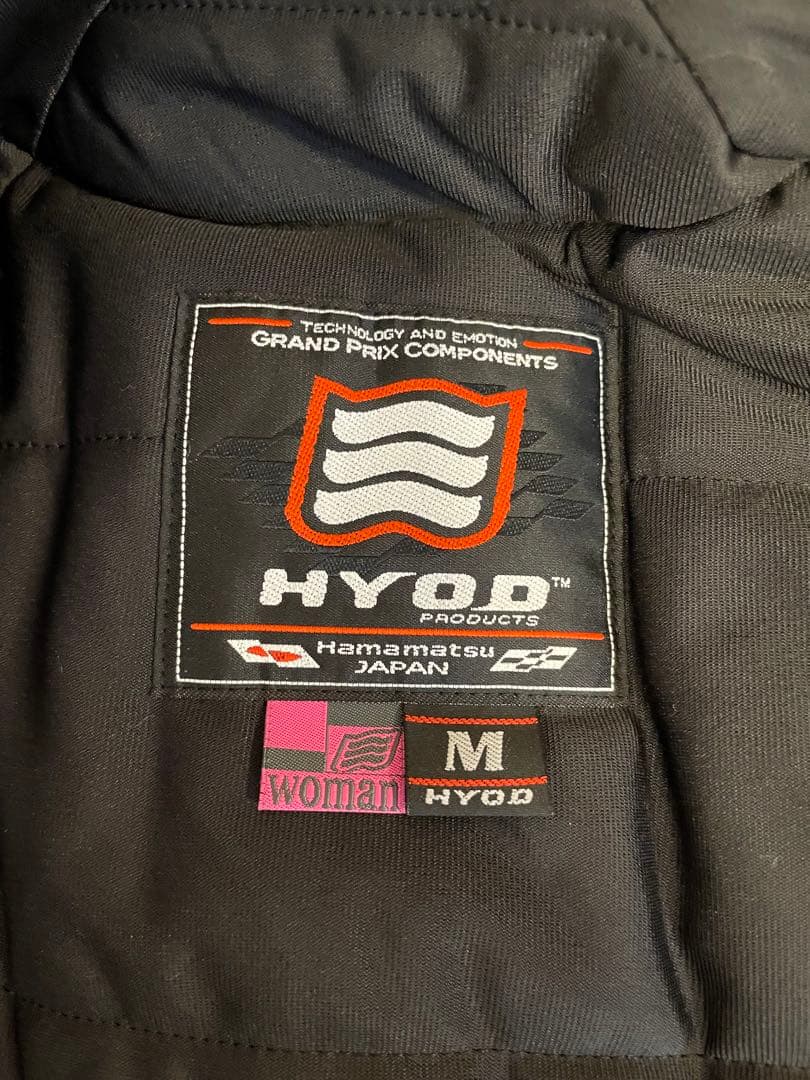 TECHNOLOGY AND EMOTION
GRAND PRIX COMPONENTS
HYOD™
PRODUCTS
Hamamatsu
JAPAN
woman
M
HYOD